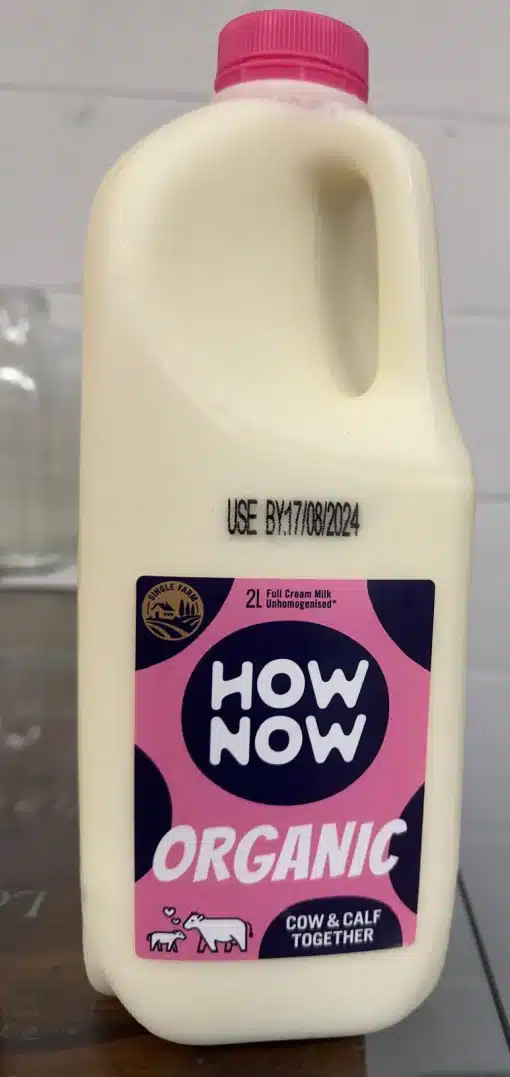 USE BY:17/08/2024
SINGLE FARM
2L Full Cream Milk
Unhomogenised*
HOW
NOW
ORGANIC
COW & CALF
TOGETHER